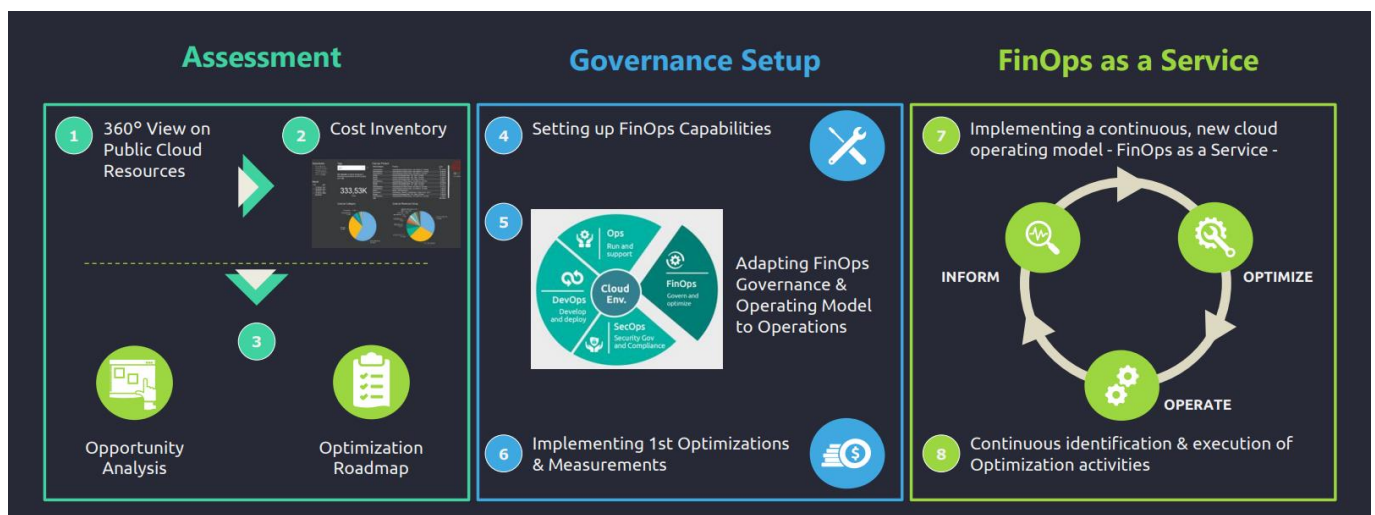 Assessment
1
360° View on
Public Cloud
Resources
2
Cost Inventory
333,53K
3
Opportunity
Analysis
Optimization
Roadmap
Governance Setup
4
Setting up FinOps Capabilities
5
Ops
Run and
support
FinOps
Govern and
optimize
Cloud
Env.
DevOps
Develop
and deploy
SecOps
Security Gov
and Compliance
Adapting FinOps
Governance &
Operating Model
to Operations
6
Implementing 1st Optimizations
& Measurements
$
FinOps as a Service
7
Implementing a continuous, new cloud
operating model - FinOps as a Service -
INFORM
OPTIMIZE
OPERATE
8
Continuous identification & execution of
Optimization activities